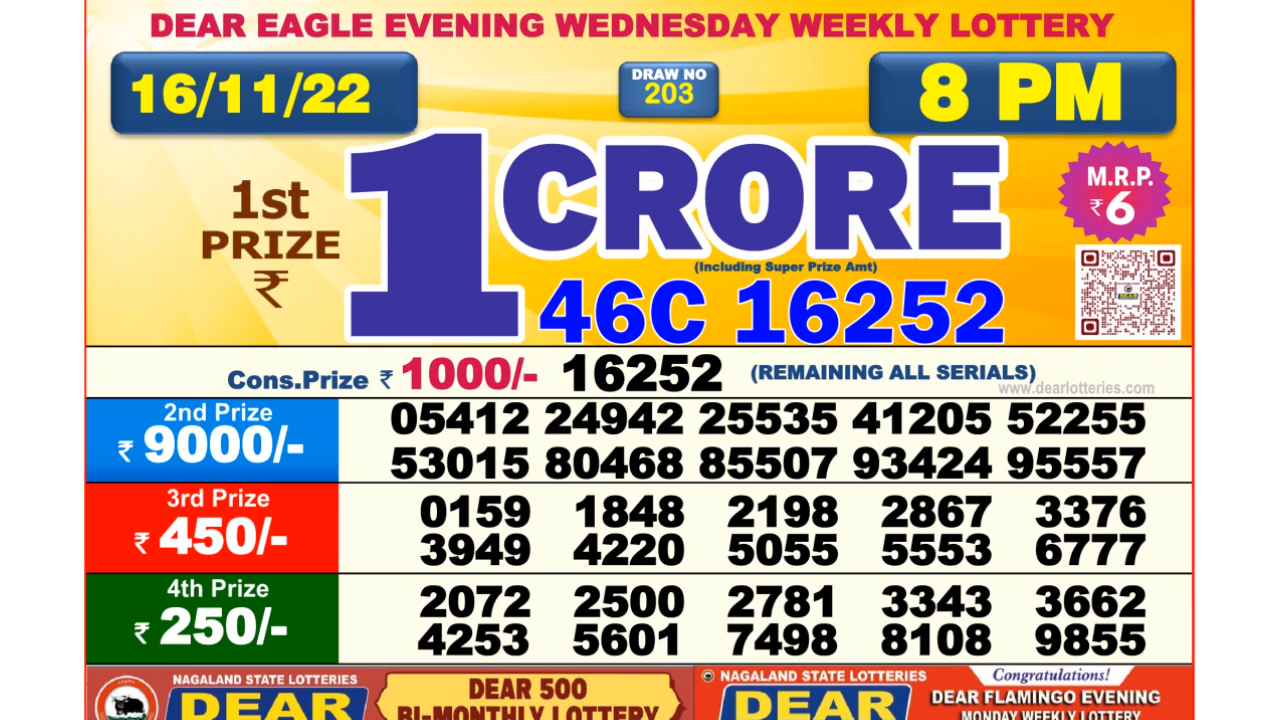 DEAR EAGLE EVENING WEDNESDAY WEEKLY LOTTERY
16/11/22
DRAW NO
203
8 PM
1st
PRIZE
₹
1 CRORE
M.R.P.
₹ 6
(Including Super Prize Amt)
46C 16252
Cons.Prize ₹ 1000/- 16252 (REMAINING ALL SERIALS)
www.dearlotteries.com
2nd Prize
₹ 9000/-
05412 24942 25535 41205 52255
53015 80468 85507 93424 95557
3rd Prize
₹ 450/-
0159 1848 2198 2867 3376
3949 4220 5055 5553 6777
4th Prize
₹ 250/-
2072 2500 2781 3343 3662
4253 5601 7498 8108 9855
NAGALAND STATE LOTTERIES
DEAR
DEAR 500
BI-MONTHLY LOTTERY
NAGALAND STATE LOTTERIES
DEAR
Congratulations!
DEAR FLAMINGO EVENING
MONDAY WEEKLY LOTTERY